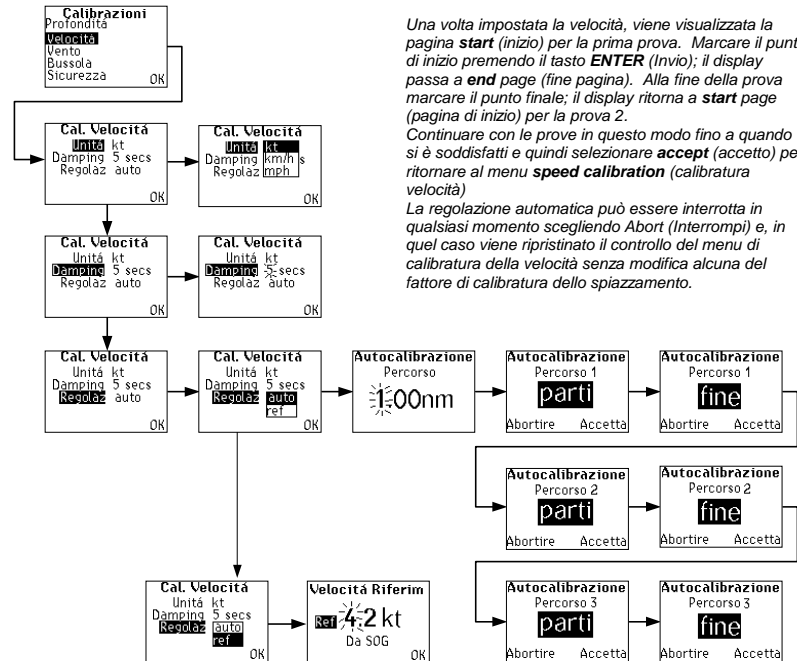 Calibrazioni
Profonditá
Velocitá
Vento
Bussola
Sicurezza
OK
Una volta impostata la velocità, viene visualizzata la
pagina start (inizio) per la prima prova. Marcare il punt
di inizio premendo il tasto ENTER (Invio); il display
passa a end page (fine pagina). Alla fine della prova
marcare il punto finale; il display ritorna a start page
(pagina di inizio) per la prova 2.
Continuare con le prove in questo modo fino a quando
si è soddisfatti e quindi selezionare accept (accetto) pe
ritornare al menu speed calibration (calibratura
velocità)
La regolazione automatica può essere interrotta in
qualsiasi momento scegliendo Abort (Interrompi) e, in
quel caso viene ripristinato il controllo del menu di
calibratura della velocità senza modifica alcuna del
fattore di calibratura dello spiazzamento.
Cal. Velocitá
Unitá kt
Damping 5 secs
Regolaz auto
OK
Cal. Velocitá
Unitá kt
Damping km/h s
Regolaz mph
OK
Cal. Velocitá
Unitá kt
Damping 5 secs
Regolaz auto
OK
Cal. Velocitá
Unitá kt
Damping 5 secs
Regolaz auto
OK
Cal. Velocitá
Unitá kt
Damping 5 secs
Regolaz auto
OK
Cal. Velocitá
Unitá kt
Damping 5 secs
Regolaz auto
ref
OK
Autocalibrazione
Percorso
1.00nm
Autocalibrazione
Percorso 1
parti
Abortire Accetta
Autocalibrazione
Percorso 1
fine
Abortire Accetta
Autocalibrazione
Percorso 2
parti
Abortire Accetta
Autocalibrazione
Percorso 2
fine
Abortire Accetta
Cal. Velocitá
Unitá kt
Damping 5 secs
Regolaz auto
ref
OK
Velocitá Riferim
Ref 4.2 kt
Da SOG
OK
Autocalibrazione
Percorso 3
parti
Abortire Accetta
Autocalibrazione
Percorso 3
fine
Abortire Accetta